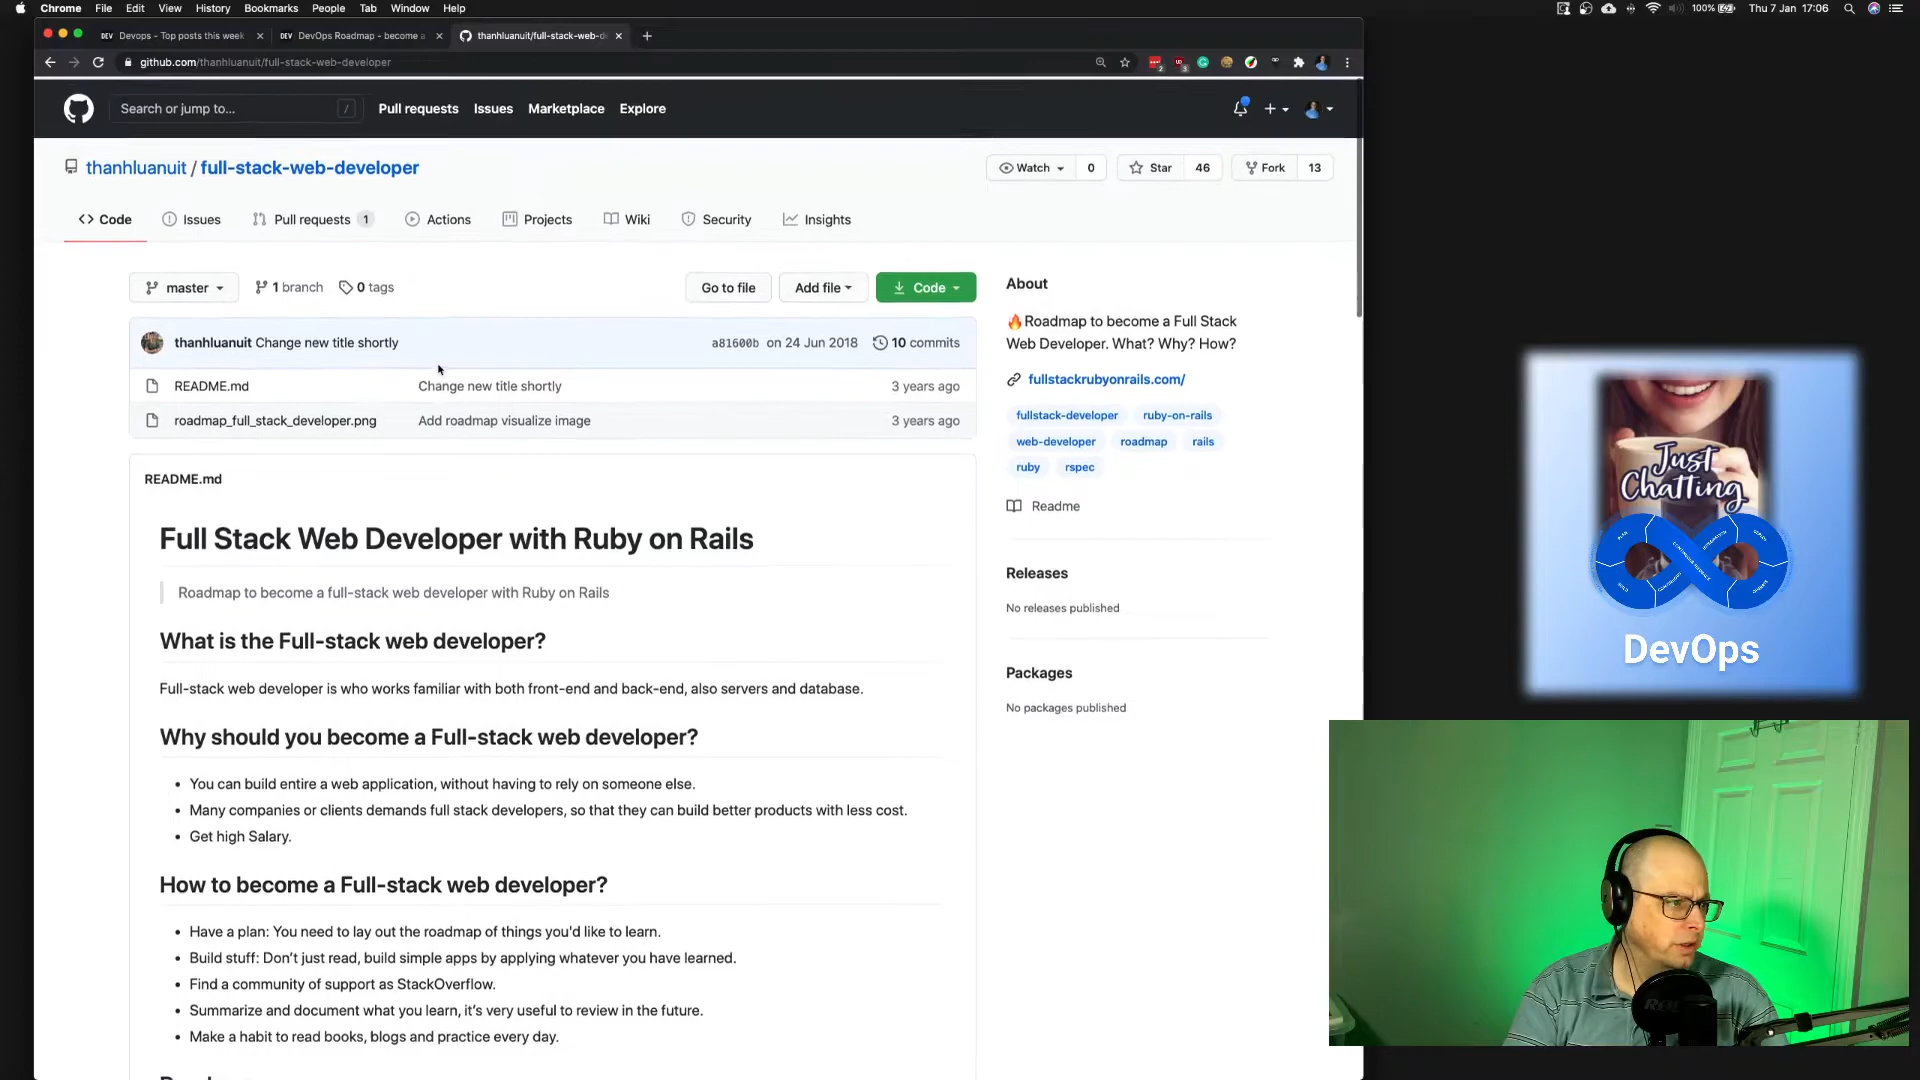 Chrome File Edit View History Bookmarks People Tab Window Help
100% Thu 7 Jan 17:06
Devops - Top posts this week
DevOps Roadmap - become a
thanhluanuit/full-stack-web-de
github.com/thanhluanuit/full-stack-web-developer
Search or jump to... /
Pull requests Issues Marketplace Explore
thanhluanuit / full-stack-web-developer
Watch 0 Star 46 Fork 13
Code Issues Pull requests 1 Actions Projects Wiki Security Insights
master 1 branch 0 tags
Go to file Add file Code
thanhluanuit Change new title shortly a81600b on 24 Jun 2018 10 commits
README.md Change new title shortly 3 years ago
roadmap_full_stack_developer.png Add roadmap visualize image 3 years ago
README.md
Full Stack Web Developer with Ruby on Rails
Roadmap to become a full-stack web developer with Ruby on Rails
What is the Full-stack web developer?
Full-stack web developer is who works familiar with both front-end and back-end, also servers and database.
Why should you become a Full-stack web developer?
• You can build entire a web application, without having to rely on someone else.
• Many companies or clients demands full stack developers, so that they can build better products with less cost.
• Get high Salary.
How to become a Full-stack web developer?
• Have a plan: You need to lay out the roadmap of things you'd like to learn.
• Build stuff: Don't just read, build simple apps by applying whatever you have learned.
• Find a community of support as StackOverflow.
• Summarize and document what you learn, it's very useful to review in the future.
• Make a habit to read books, blogs and practice every day.
About
🔥Roadmap to become a Full Stack
Web Developer. What? Why? How?
fullstackrubyonrails.com/
fullstack-developer ruby-on-rails
web-developer roadmap rails
ruby rspec
Readme
Releases
No releases published
Packages
No packages published
Just
Chatting
DevOps